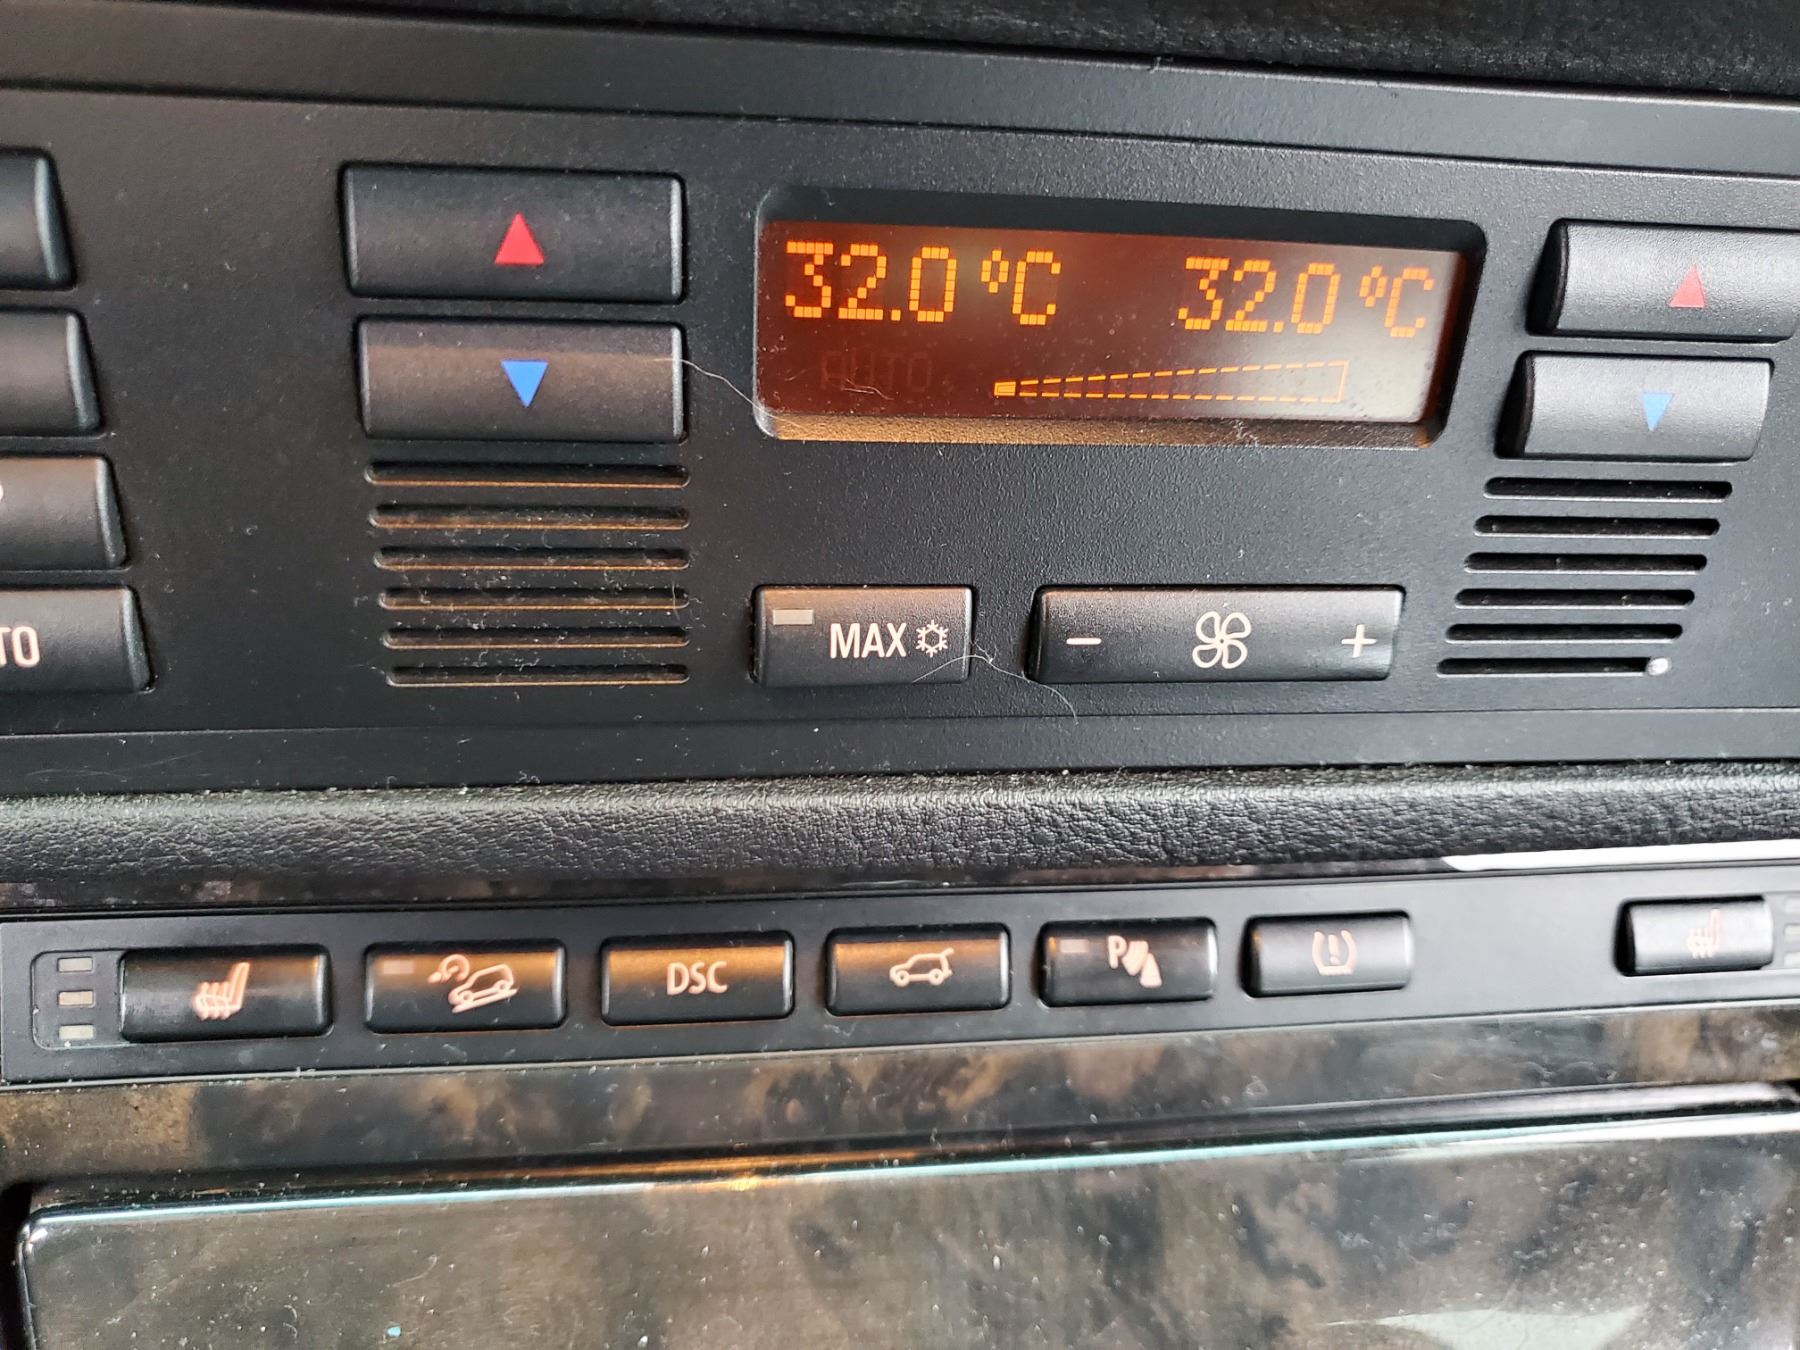 32.0 °C 32.0 °C
AUTO
MAX
- +
TO
DSC
P